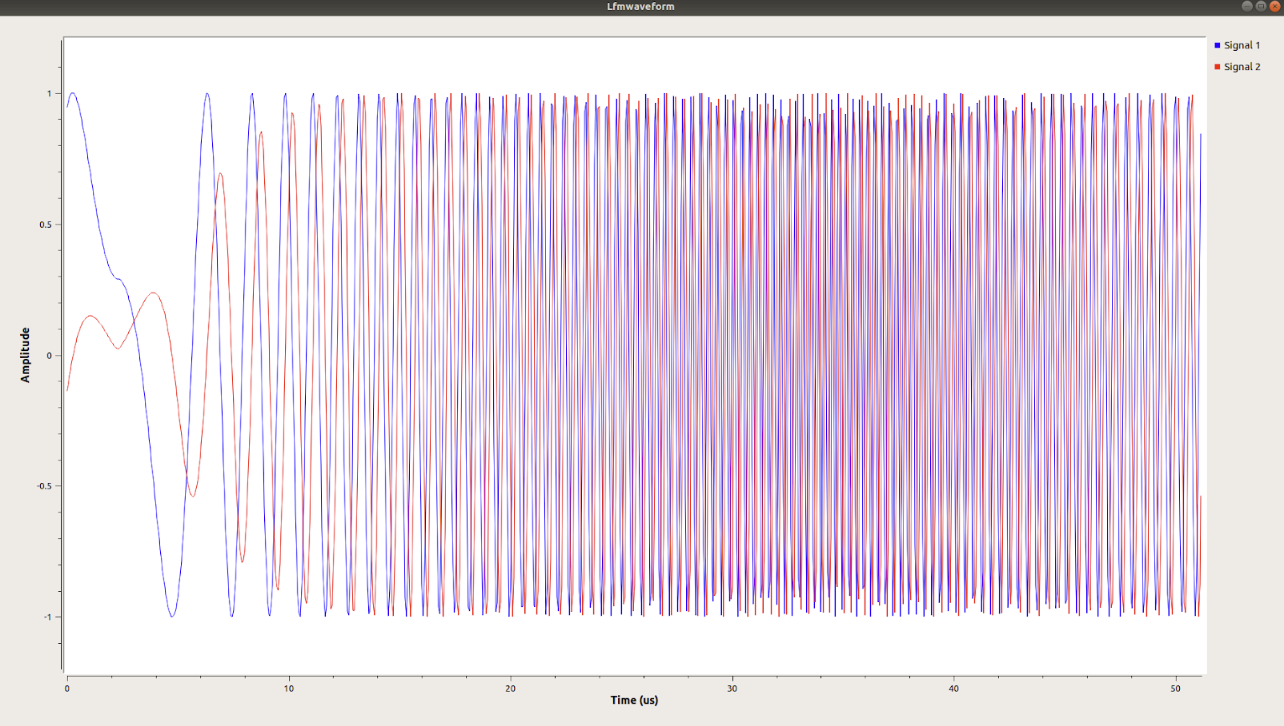 Lfmwaveform
Signal 1
Signal 2
1
0.5
0
-0.5
-1
Amplitude
0
10
20
30
40
50
Time (us)